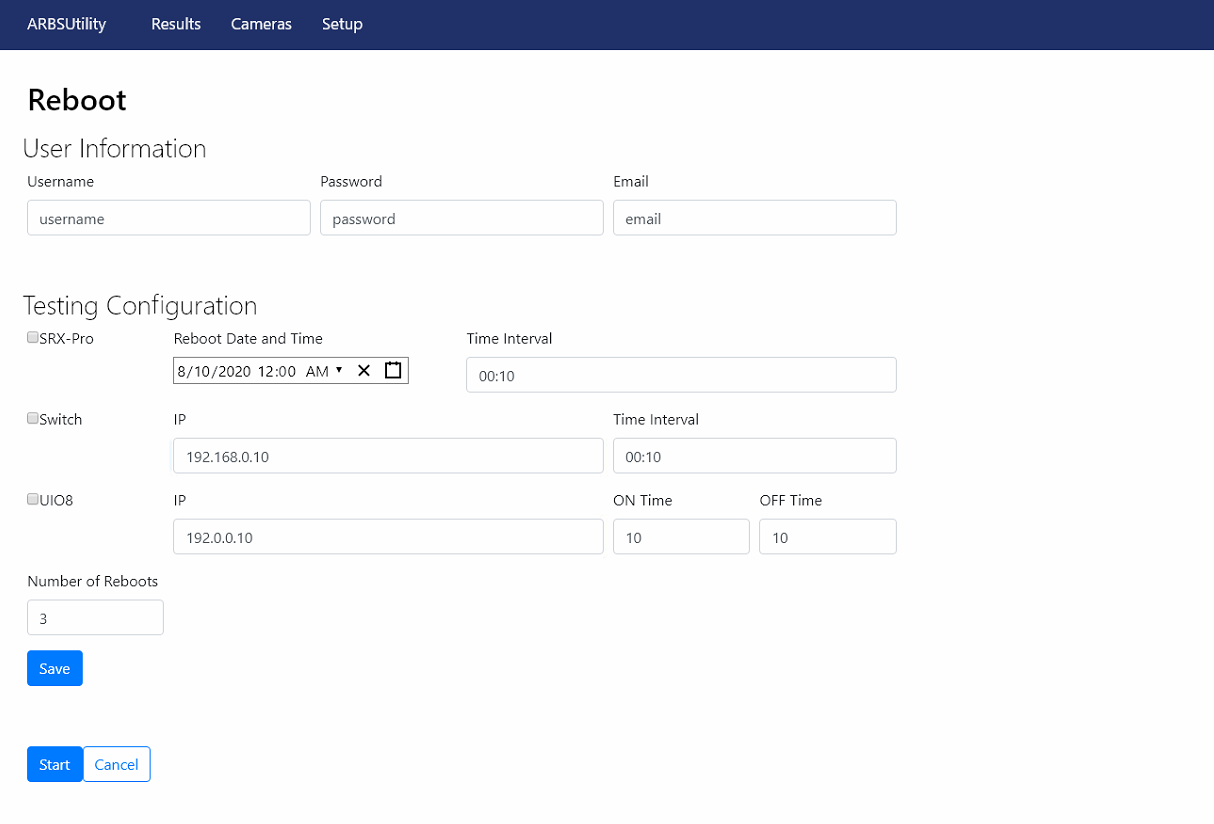 ARBSUtility Results Cameras Setup
Reboot
User Information
Username Password Email
username password email
Testing Configuration
SRX-Pro Reboot Date and Time Time Interval
8/10/2020 12:00 AM 00:10
Switch IP Time Interval
192.168.0.10 00:10
UIO8 IP ON Time OFF Time
192.0.0.10 10 10
Number of Reboots
3
Save
Start Cancel